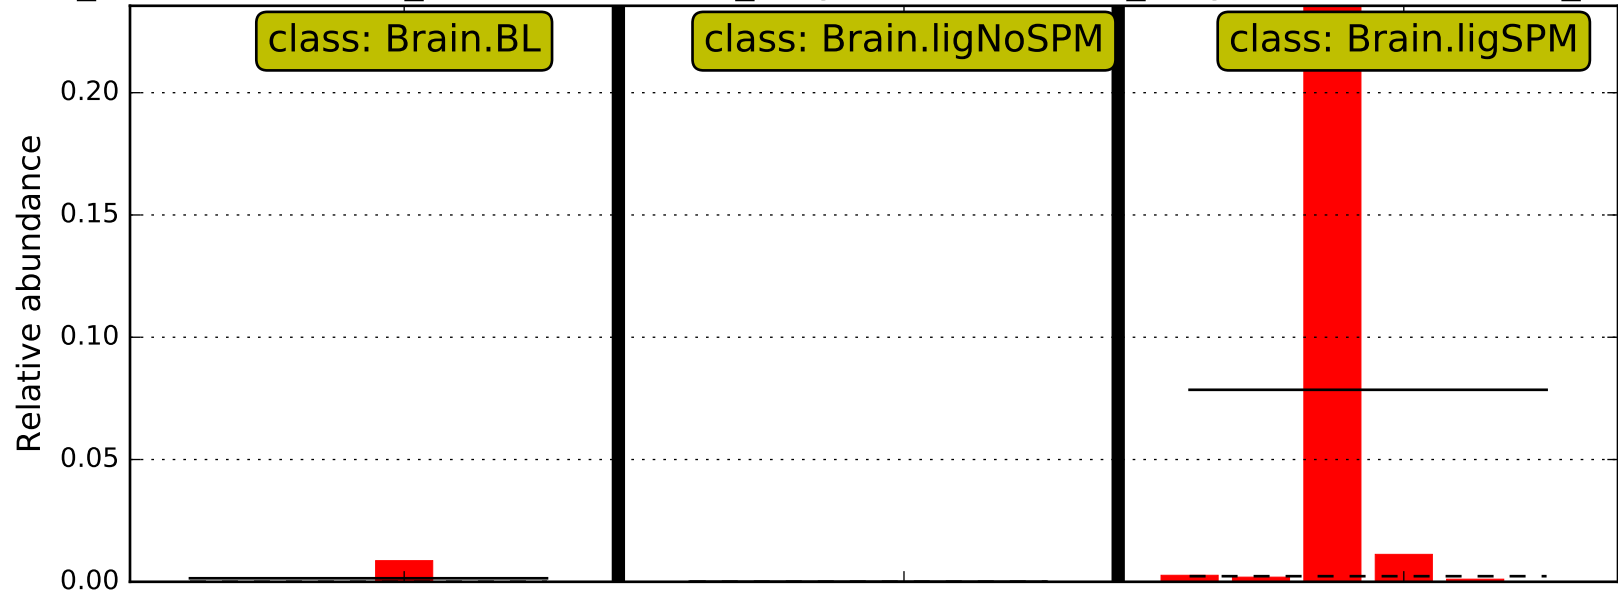 class: Brain.BL
class: Brain.ligNoSPM
class: Brain.ligSPM
Relative abundance
0.20
0.15
0.10
0.05
0.00